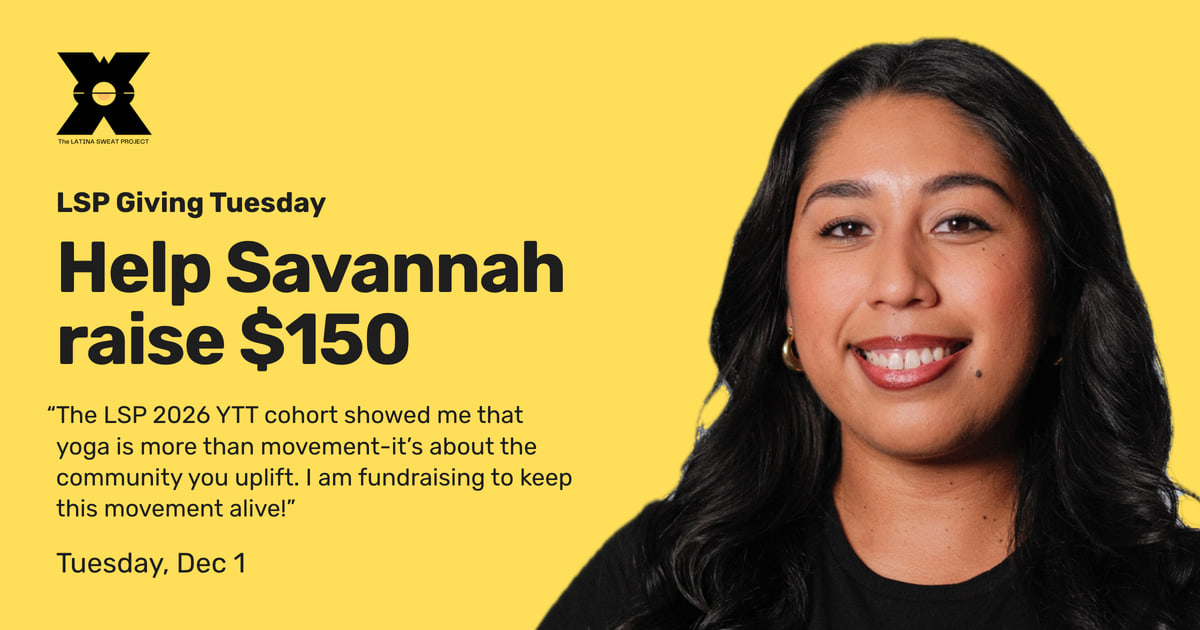 The LATINA SWEAT PROJECT
LSP Giving Tuesday
Help Savannah
raise $150
“The LSP 2026 YTT cohort showed me that
yoga is more than movement-it’s about the
community you uplift. I am fundraising to keep
this movement alive!”
Tuesday, Dec 1